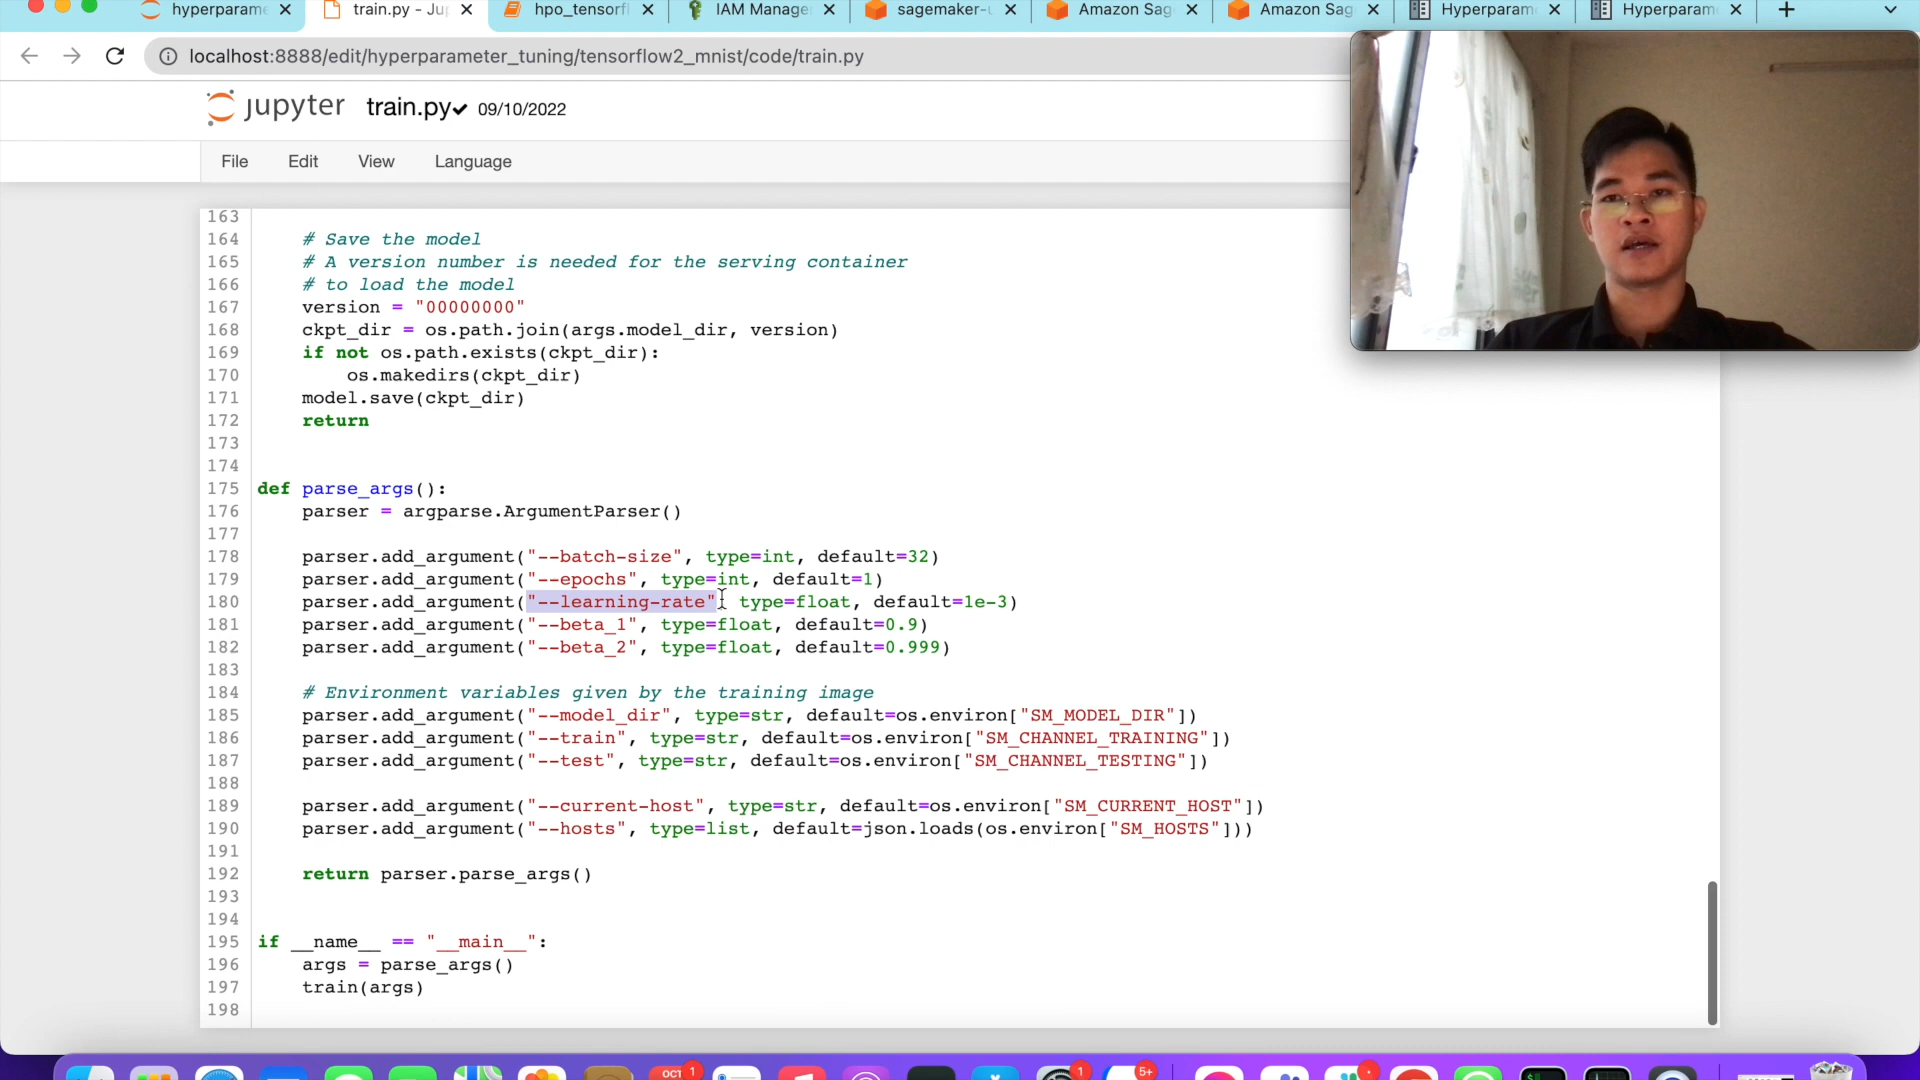 hyperparame
train.py - Ju
hpo_tensorfl
IAM Manage
sagemaker-
Amazon Sag
Amazon Sag
Hyperparam
Hyperparam
localhost:8888/edit/hyperparameter_tuning/tensorflow2_mnist/code/train.py
jupyter train.py✔ 09/10/2022
File Edit View Language
163
164 # Save the model
165 # A version number is needed for the serving container
166 # to load the model
167 version = "00000000"
168 ckpt_dir = os.path.join(args.model_dir, version)
169 if not os.path.exists(ckpt_dir):
170 os.makedirs(ckpt_dir)
171 model.save(ckpt_dir)
172 return
173
174
175 def parse_args():
176 parser = argparse.ArgumentParser()
177
178 parser.add_argument("--batch-size", type=int, default=32)
179 parser.add_argument("--epochs", type=int, default=1)
180 parser.add_argument("--learning-rate", type=float, default=1e-3)
181 parser.add_argument("--beta_1", type=float, default=0.9)
182 parser.add_argument("--beta_2", type=float, default=0.999)
183
184 # Environment variables given by the training image
185 parser.add_argument("--model_dir", type=str, default=os.environ["SM_MODEL_DIR"])
186 parser.add_argument("--train", type=str, default=os.environ["SM_CHANNEL_TRAINING"])
187 parser.add_argument("--test", type=str, default=os.environ["SM_CHANNEL_TESTING"])
188
189 parser.add_argument("--current-host", type=str, default=os.environ["SM_CURRENT_HOST"])
190 parser.add_argument("--hosts", type=list, default=json.loads(os.environ["SM_HOSTS"]))
191
192 return parser.parse_args()
193
194
195 if __name__ == "__main__":
196 args = parse_args()
197 train(args)
198
OCT 1
1
5+